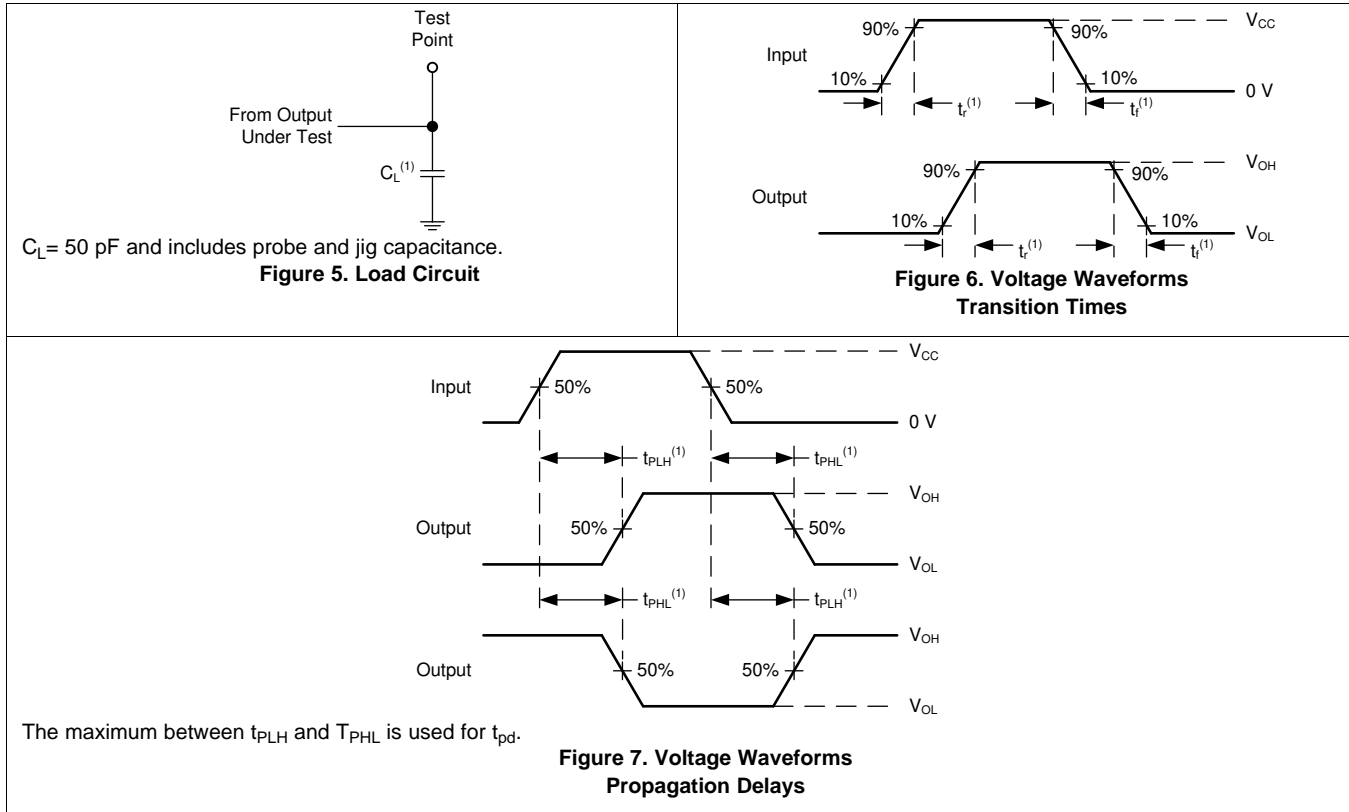 Test
Point
From Output
Under Test
C_L^(1)
C_L= 50 pF and includes probe and jig capacitance.
Figure 5. Load Circuit
90%
90%
V_CC
Input
10%
10%
0 V
t_r^(1)
t_f^(1)
90%
90%
V_OH
Output
10%
10%
V_OL
t_r^(1)
t_f^(1)
Figure 6. Voltage Waveforms
Transition Times
V_CC
Input
50%
50%
0 V
t_PLH^(1)
t_PHL^(1)
V_OH
Output
50%
50%
V_OL
t_PHL^(1)
t_PLH^(1)
V_OH
Output
50%
50%
V_OL
The maximum between t_PLH and T_PHL is used for t_pd.
Figure 7. Voltage Waveforms
Propagation Delays